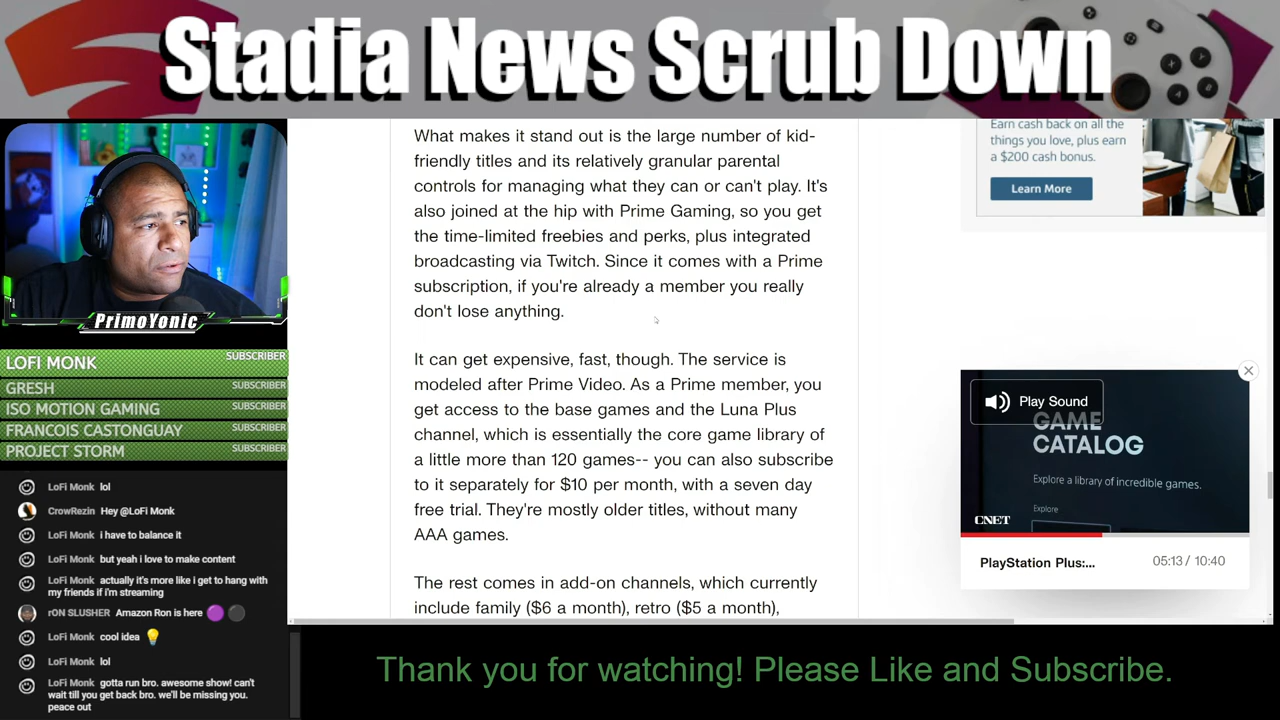 Stadia News Scrub Down
What makes it stand out is the large number of kid-
friendly titles and its relatively granular parental
controls for managing what they can or can't play. It's
also joined at the hip with Prime Gaming, so you get
the time-limited freebies and perks, plus integrated
broadcasting via Twitch. Since it comes with a Prime
subscription, if you're already a member you really
don't lose anything.
It can get expensive, fast, though. The service is
modeled after Prime Video. As a Prime member, you
get access to the base games and the Luna Plus
channel, which is essentially the core game library of
a little more than 120 games-- you can also subscribe
to it separately for $10 per month, with a seven day
free trial. They're mostly older titles, without many
AAA games.
The rest comes in add-on channels, which currently
include family ($6 a month), retro ($5 a month),
Earn cash back on all the
things you love, plus earn
a $200 cash bonus.
Learn More
Play Sound
GAME
CATALOG
Explore a library of incredible games.
Explore
CNET
PlayStation Plus:...
05:13 / 10:40
PrimoYonic
LOFI MONK SUBSCRIBER
GRESH SUBSCRIBER
ISO MOTION GAMING SUBSCRIBER
FRANCOIS CASTONGUAY SUBSCRIBER
PROJECT STORM SUBSCRIBER
LoFi Monk lol
CrowRezin Hey @LoFi Monk
LoFi Monk i have to balance it
LoFi Monk but yeah i love to make content
LoFi Monk actually it's more like i get to hang with
my friends if i'm streaming
rON SLUSHER Amazon Ron is here 🟣⚫
LoFi Monk cool idea 💡
LoFi Monk lol
LoFi Monk gotta run bro. awesome show! can't
wait till you get back bro. we'll be missing you.
peace out
Thank you for watching! Please Like and Subscribe.